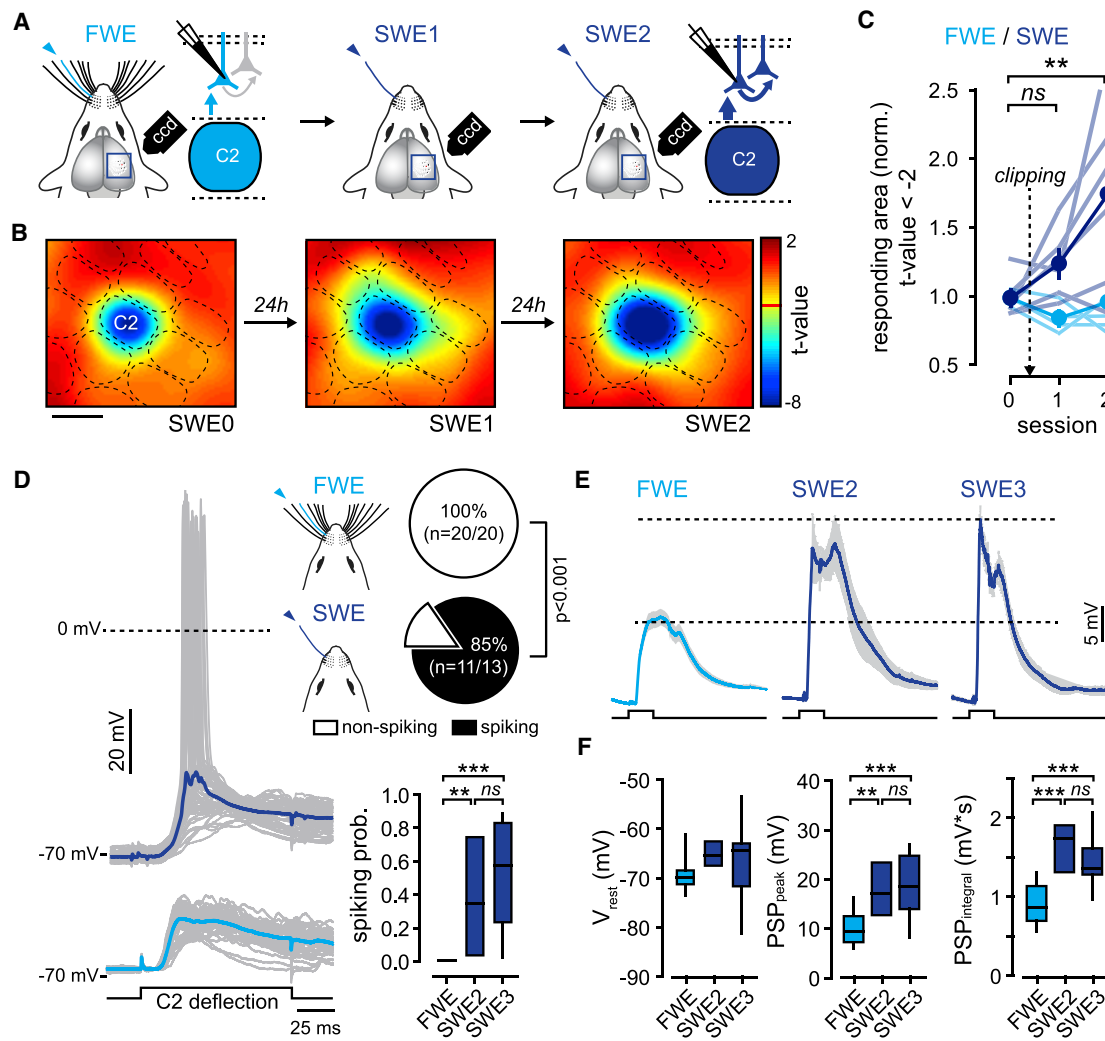 A
FWE
SWE1
SWE2
ccd
C2
ccd
ccd
C2
B
C2
24h
24h
SWE0
SWE1
SWE2
2
t-value
-8
C
FWE / SWE
**
ns
clipping
responding area (norm.)
t-value < -2
2.5
2.0
1.5
1.0
0.5
0
1
2
session
D
0 mV
20 mV
-70 mV
-70 mV
C2 deflection
25 ms
FWE
100%
(n=20/20)
SWE
85%
(n=11/13)
p<0.001
non-spiking
spiking
***
**
ns
spiking prob.
1.0
0.8
0.6
0.4
0.2
0.0
FWE
SWE2
SWE3
E
FWE
SWE2
SWE3
5 mV
F
Vrest (mV)
-50
-60
-70
-80
-90
FWE
SWE2
SWE3
***
**
ns
PSPpeak (mV)
40
30
20
10
0
FWE
SWE2
SWE3
***
***
ns
PSPintegral (mV*s)
2
1
0
FWE
SWE2
SWE3